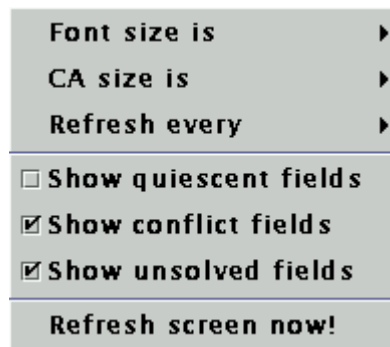 Font size is
CA size is
Refresh every
Show quiescent fields
Show conflict fields
Show unsolved fields
Refresh screen now!